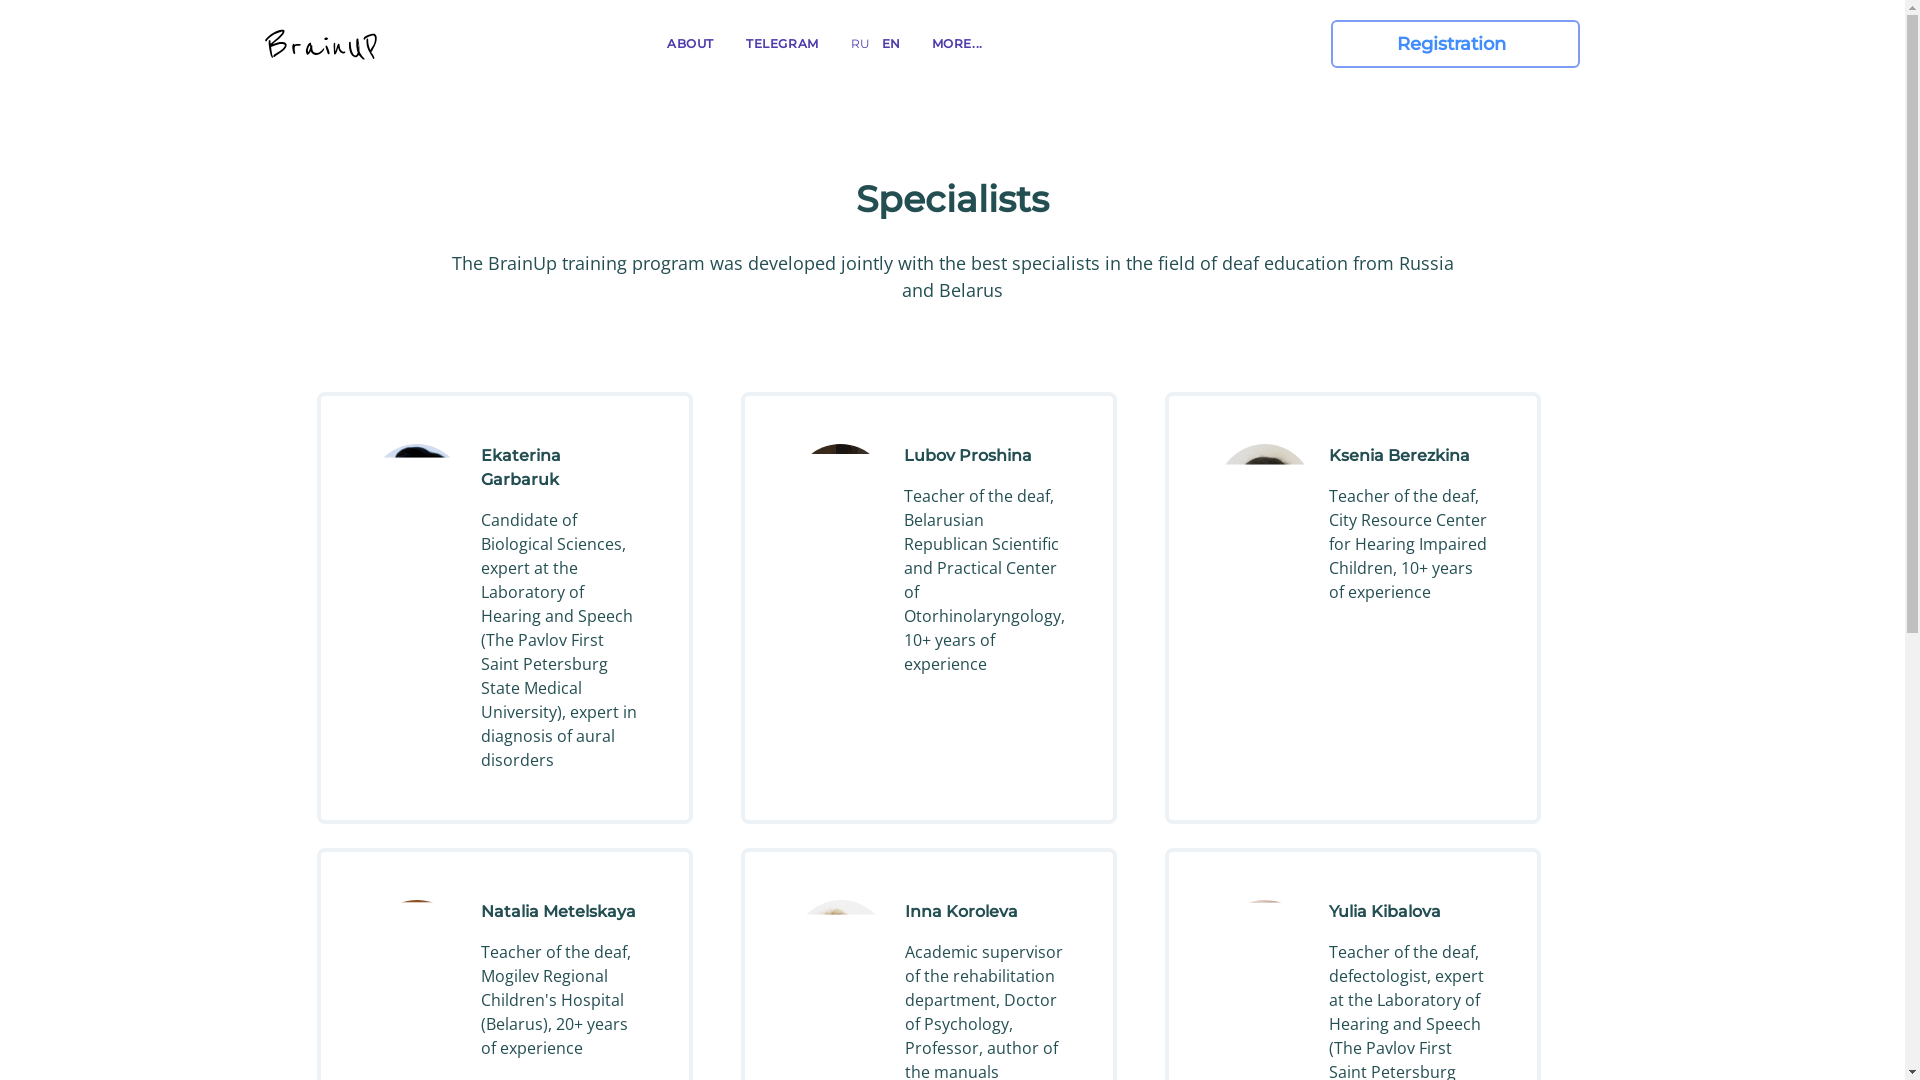 BrainUP
ABOUT
TELEGRAM
RU
EN
MORE...
Registration
Specialists
The BrainUp training program was developed jointly with the best specialists in the field of deaf education from Russia
and Belarus
Ekaterina
Garbaruk
Candidate of
Biological Sciences,
expert at the
Laboratory of
Hearing and Speech
(The Pavlov First
Saint Petersburg
State Medical
University), expert in
diagnosis of aural
disorders
Lubov Proshina
Teacher of the deaf,
Belarusian
Republican Scientific
and Practical Center
of
Otorhinolaryngology,
10+ years of
experience
Ksenia Berezkina
Teacher of the deaf,
City Resource Center
for Hearing Impaired
Children, 10+ years
of experience
Natalia Metelskaya
Teacher of the deaf,
Mogilev Regional
Children's Hospital
(Belarus), 20+ years
of experience
Inna Koroleva
Academic supervisor
of the rehabilitation
department, Doctor
of Psychology,
Professor, author of
the manuals
Yulia Kibalova
Teacher of the deaf,
defectologist, expert
at the Laboratory of
Hearing and Speech
(The Pavlov First
Saint Petersburg